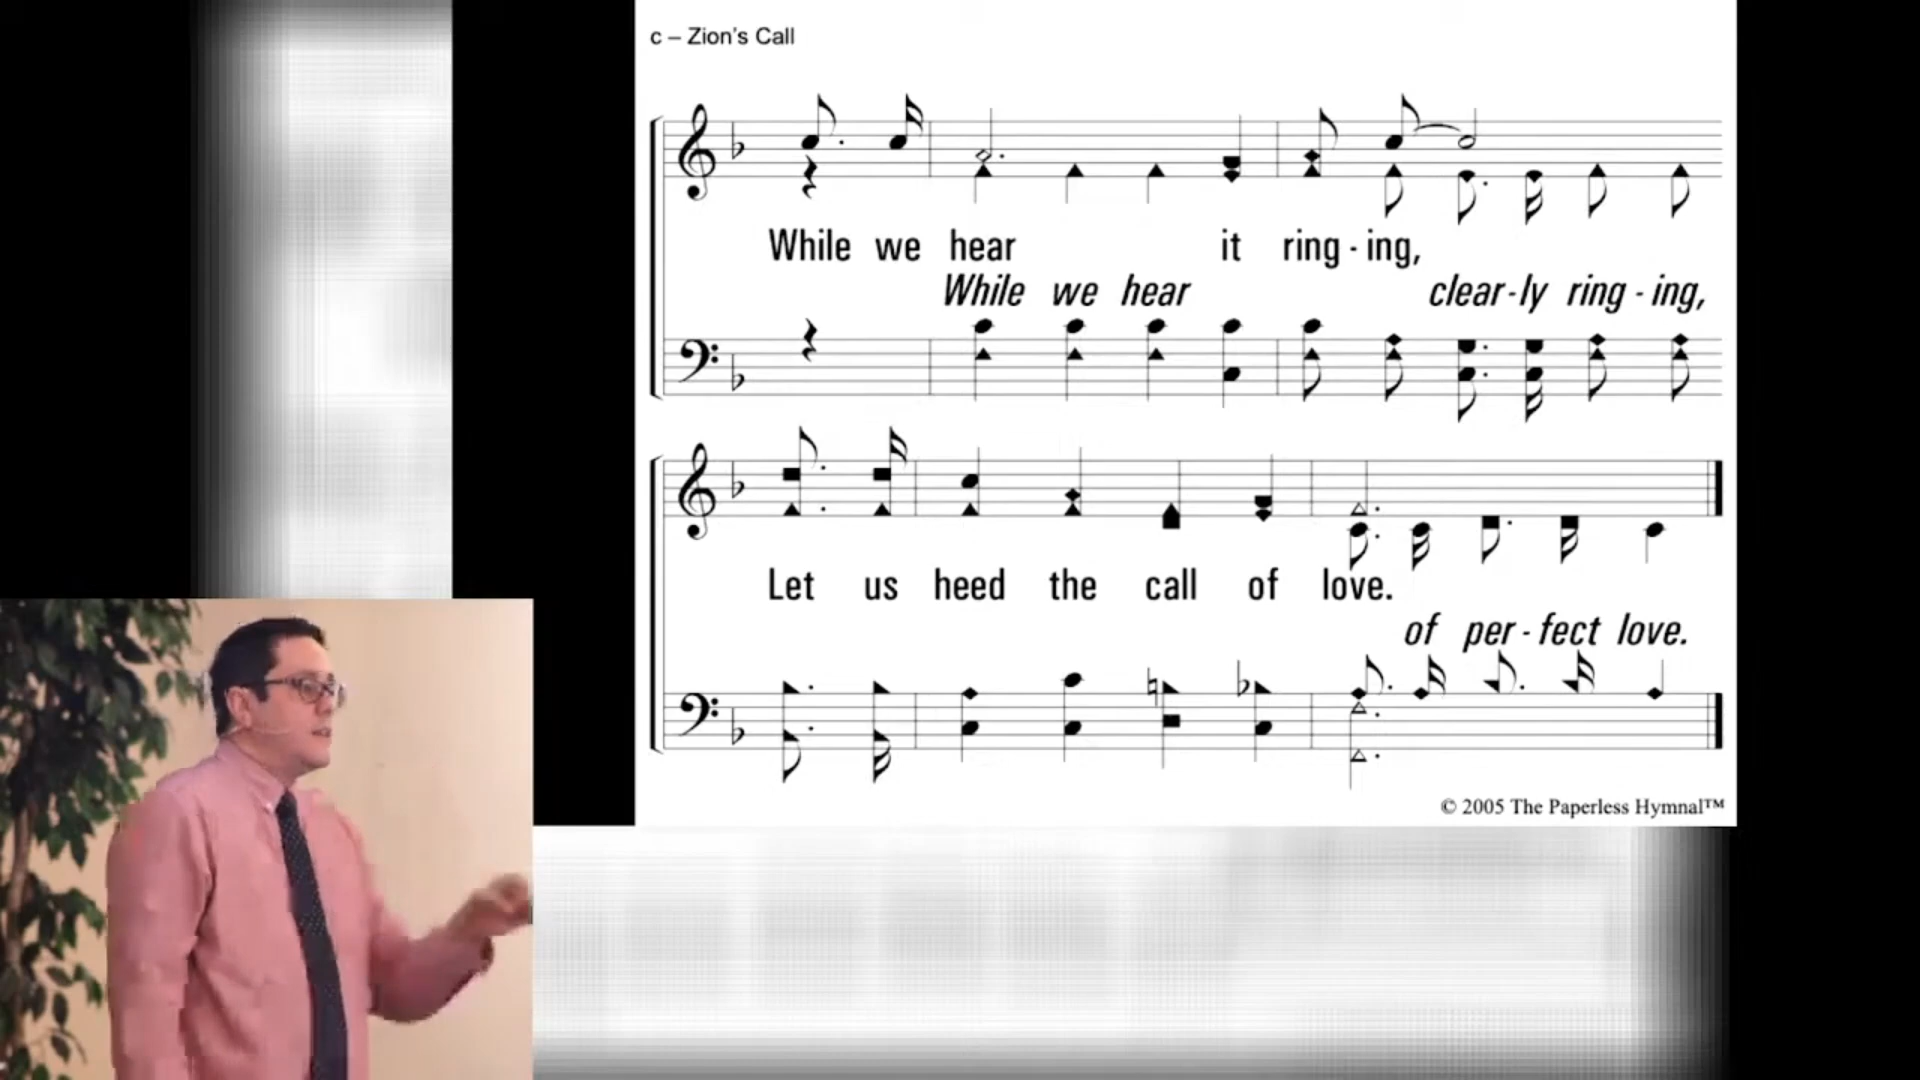 c – Zion’s Call
While we hear it ring - ing,
While we hear clear - ly ring - ing,
Let us heed the call of love.
of per - fect love.
© 2005 The Paperless Hymnal™